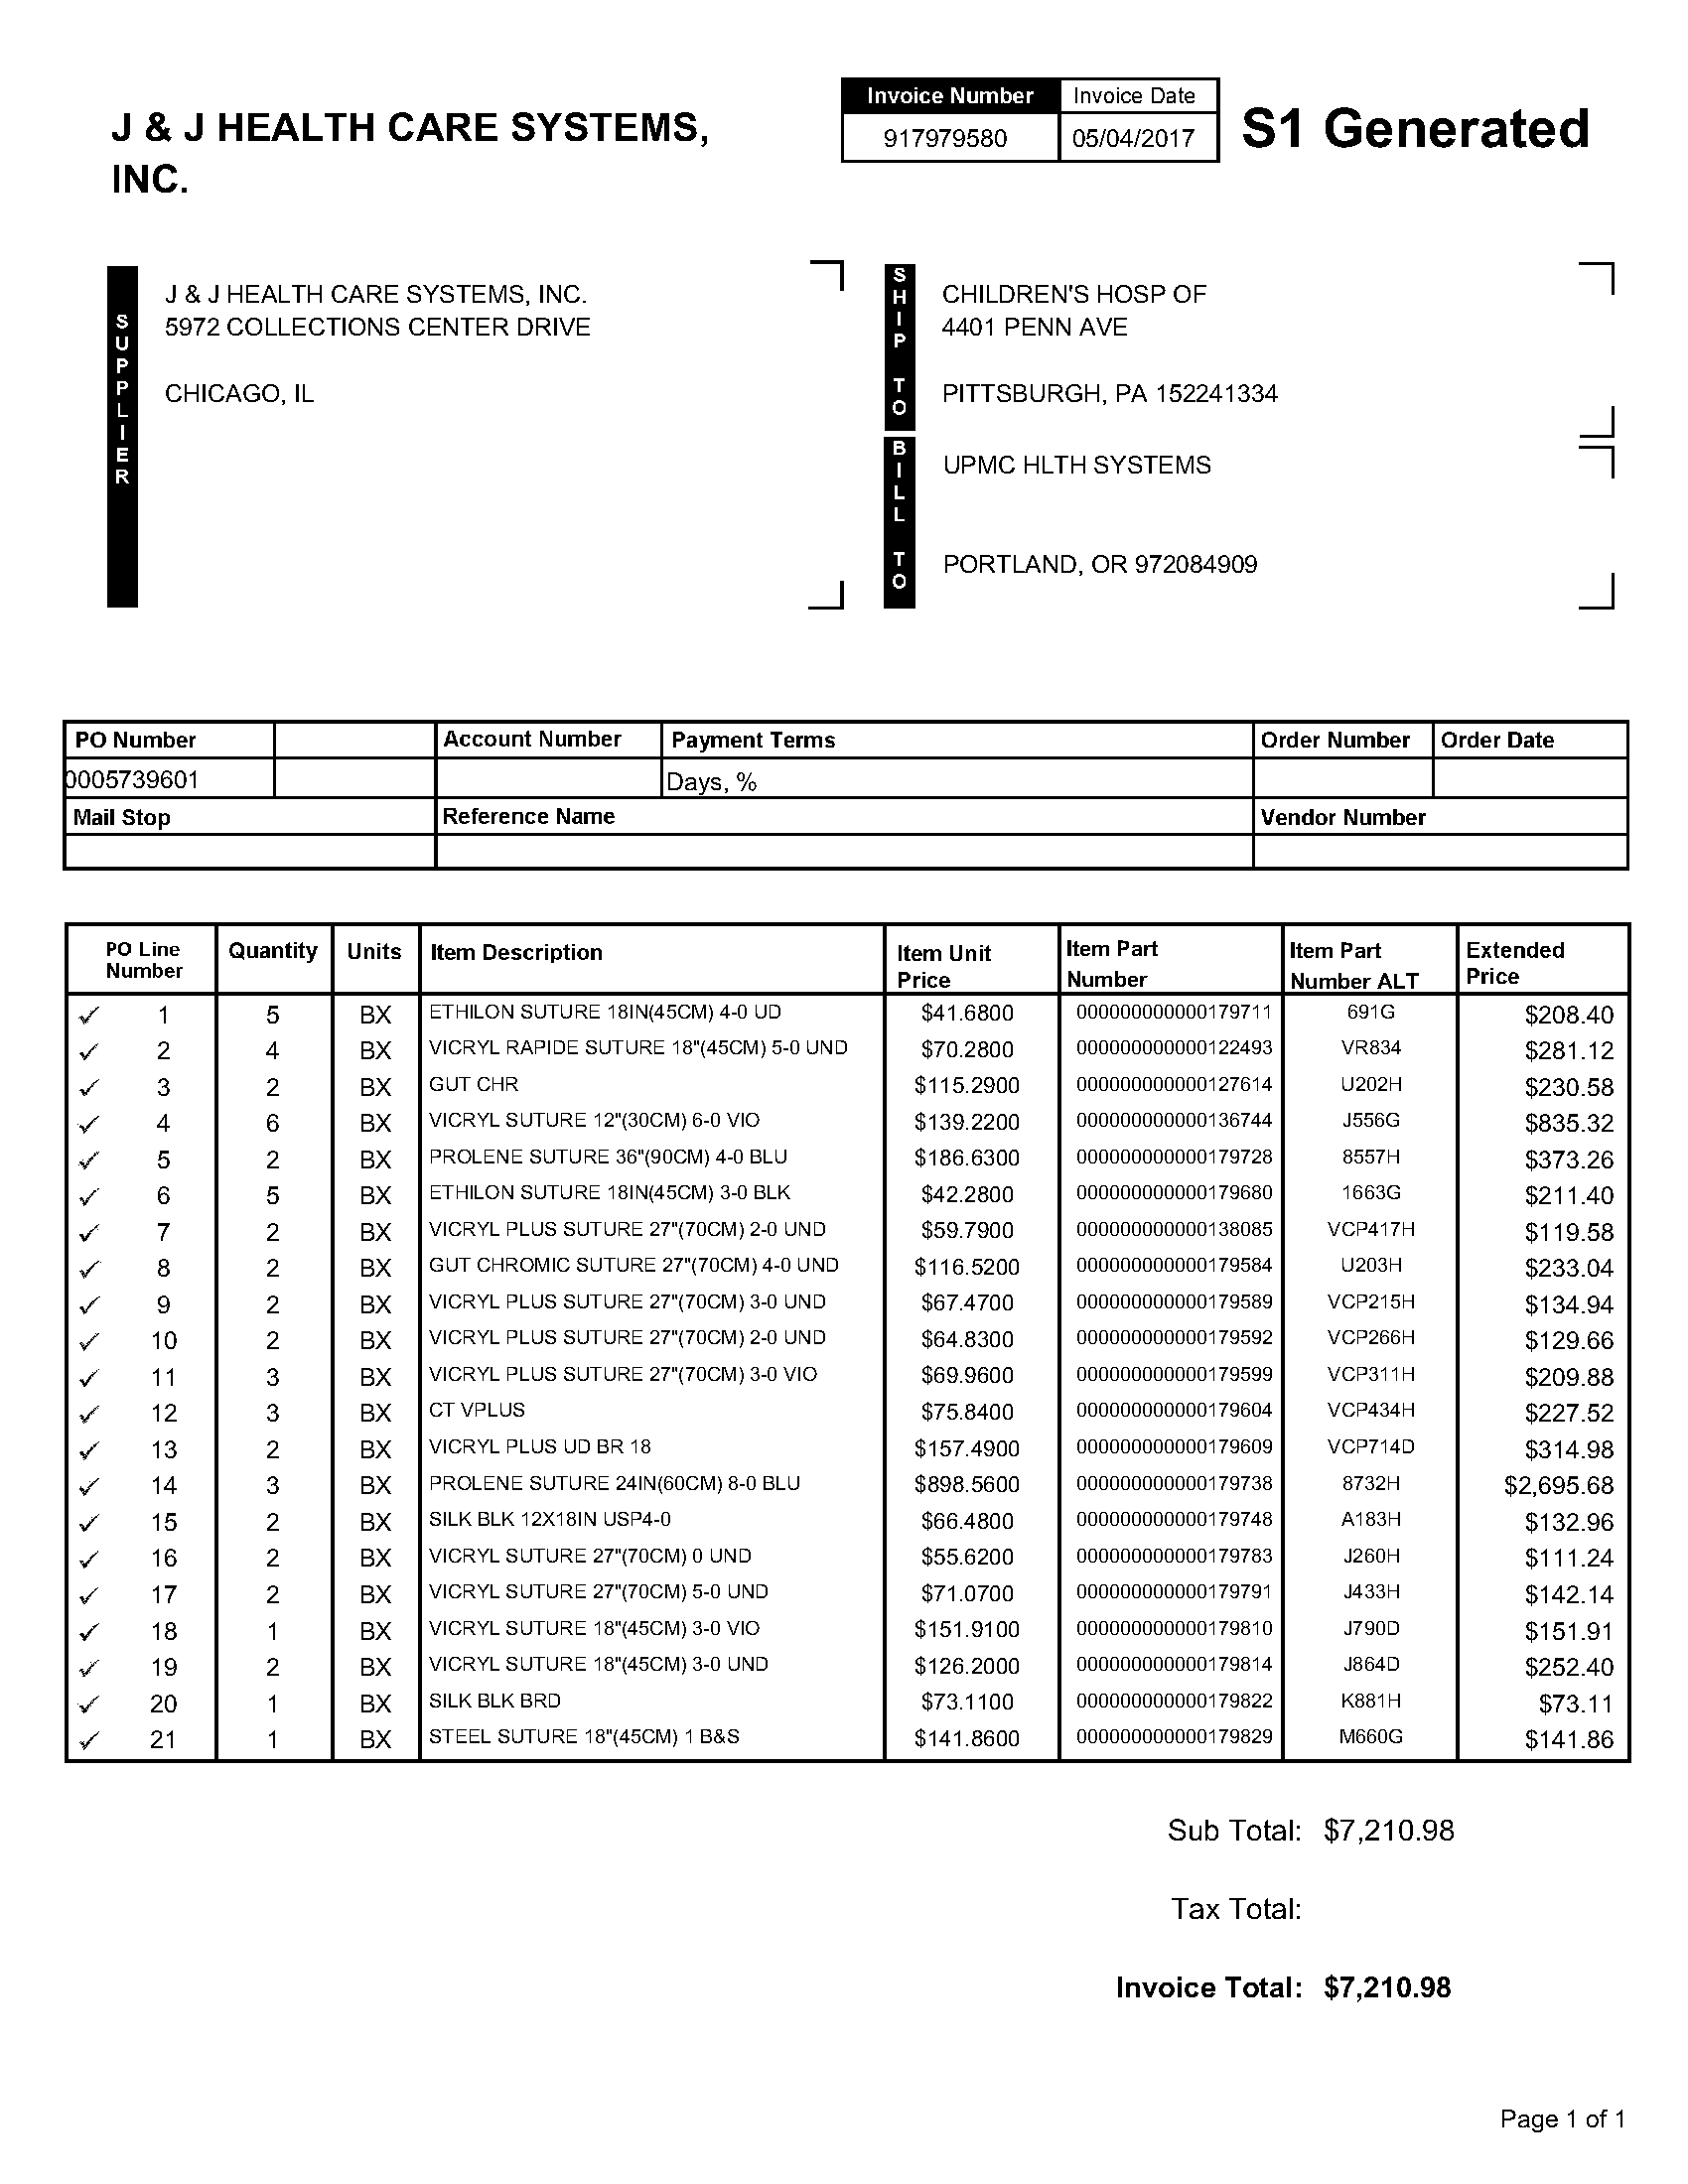 J & J HEALTH CARE SYSTEMS,
INC.
Invoice Number Invoice Date
917979580 05/04/2017
S1 Generated
SUPPLIER
J & J HEALTH CARE SYSTEMS, INC.
5972 COLLECTIONS CENTER DRIVE
CHICAGO, IL
SHIP TO
CHILDREN'S HOSP OF
4401 PENN AVE
PITTSBURGH, PA 152241334
BILL TO
UPMC HLTH SYSTEMS
PORTLAND, OR 972084909
PO Number Account Number Payment Terms Order Number Order Date
0005739601 Days, %
Mail Stop Reference Name Vendor Number
PO Line Number Quantity Units Item Description Item Unit Price Item Part Number Item Part Number ALT Extended Price
✓ 1 5 BX ETHILON SUTURE 18IN(45CM) 4-0 UD $41.6800 000000000000179711 691G $208.40
✓ 2 4 BX VICRYL RAPIDE SUTURE 18"(45CM) 5-0 UND $70.2800 000000000000122493 VR834 $281.12
✓ 3 2 BX GUT CHR $115.2900 000000000000127614 U202H $230.58
✓ 4 6 BX VICRYL SUTURE 12"(30CM) 6-0 VIO $139.2200 000000000000136744 J556G $835.32
✓ 5 2 BX PROLENE SUTURE 36"(90CM) 4-0 BLU $186.6300 000000000000179728 8557H $373.26
✓ 6 5 BX ETHILON SUTURE 18IN(45CM) 3-0 BLK $42.2800 000000000000179680 1663G $211.40
✓ 7 2 BX VICRYL PLUS SUTURE 27"(70CM) 2-0 UND $59.7900 000000000000138085 VCP417H $119.58
✓ 8 2 BX GUT CHROMIC SUTURE 27"(70CM) 4-0 UND $116.5200 000000000000179584 U203H $233.04
✓ 9 2 BX VICRYL PLUS SUTURE 27"(70CM) 3-0 UND $67.4700 000000000000179589 VCP215H $134.94
✓ 10 2 BX VICRYL PLUS SUTURE 27"(70CM) 2-0 UND $64.8300 000000000000179592 VCP266H $129.66
✓ 11 3 BX VICRYL PLUS SUTURE 27"(70CM) 3-0 VIO $69.9600 000000000000179599 VCP311H $209.88
✓ 12 3 BX CT VPLUS $75.8400 000000000000179604 VCP434H $227.52
✓ 13 2 BX VICRYL PLUS UD BR 18 $157.4900 000000000000179609 VCP714D $314.98
✓ 14 3 BX PROLENE SUTURE 24IN(60CM) 8-0 BLU $898.5600 000000000000179738 8732H $2,695.68
✓ 15 2 BX SILK BLK 12X18IN USP4-0 $66.4800 000000000000179748 A183H $132.96
✓ 16 2 BX VICRYL SUTURE 27"(70CM) 0 UND $55.6200 000000000000179783 J260H $111.24
✓ 17 2 BX VICRYL SUTURE 27"(70CM) 5-0 UND $71.0700 000000000000179791 J433H $142.14
✓ 18 1 BX VICRYL SUTURE 18"(45CM) 3-0 VIO $151.9100 000000000000179810 J790D $151.91
✓ 19 2 BX VICRYL SUTURE 18"(45CM) 3-0 UND $126.2000 000000000000179814 J864D $252.40
✓ 20 1 BX SILK BLK BRD $73.1100 000000000000179822 K881H $73.11
✓ 21 1 BX STEEL SUTURE 18"(45CM) 1 B&S $141.8600 000000000000179829 M660G $141.86
Sub Total: $7,210.98
Tax Total:
Invoice Total: $7,210.98
Page 1 of 1